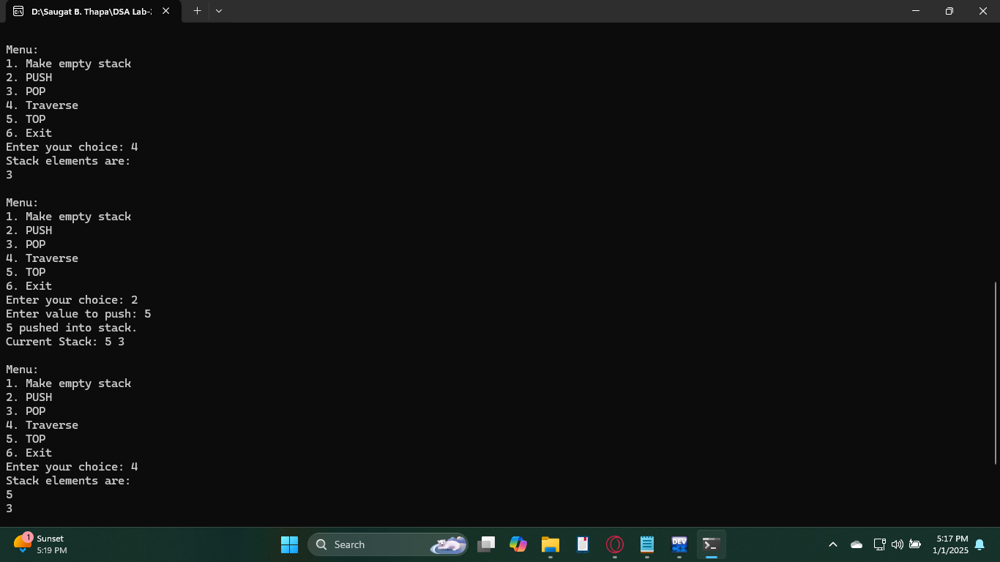 D:\Saugat B. Thapa\DSA Lab-
Menu:
1. Make empty stack
2. PUSH
3. POP
4. Traverse
5. TOP
6. Exit
Enter your choice: 4
Stack elements are:
3
Menu:
1. Make empty stack
2. PUSH
3. POP
4. Traverse
5. TOP
6. Exit
Enter your choice: 2
Enter value to push: 5
5 pushed into stack.
Current Stack: 5 3
Menu:
1. Make empty stack
2. PUSH
3. POP
4. Traverse
5. TOP
6. Exit
Enter your choice: 4
Stack elements are:
5
3
1
Sunset
5:19 PM
Search
DEV
5:17 PM
1/1/2025